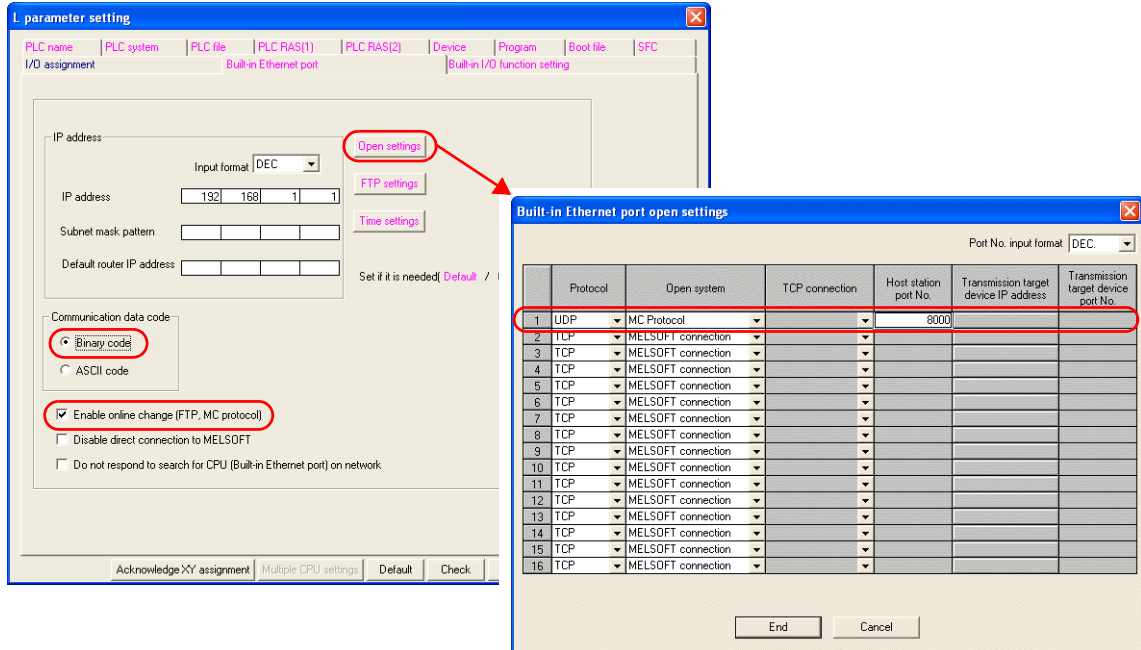 L parameter setting
PLC name PLC system PLC file PLC RAS(1) PLC RAS(2) Device Program Boot file SFC
I/O assignment Built-in Ethernet port Built-in I/O function setting
IP address
Input format DEC
IP address 192 168 1 1
Subnet mask pattern
Default router IP address
Open settings
FTP settings
Time settings
Set if it is needed( Default /
Communication data code
Binary code
ASCII code
Enable online change (FTP, MC protocol)
Disable direct connection to MELSOFT
Do not respond to search for CPU (Built-in Ethernet port) on network
Acknowledge XY assignment Multiple CPU settings Default Check
Built-in Ethernet port open settings
Port No. input format DEC.
Protocol Open system TCP connection Host station port No. Transmission target device IP address Transmission target device port No.
1 UDP MC Protocol 8000
2 TCP MELSOFT connection
3 TCP MELSOFT connection
4 TCP MELSOFT connection
5 TCP MELSOFT connection
6 TCP MELSOFT connection
7 TCP MELSOFT connection
8 TCP MELSOFT connection
9 TCP MELSOFT connection
10 TCP MELSOFT connection
11 TCP MELSOFT connection
12 TCP MELSOFT connection
13 TCP MELSOFT connection
14 TCP MELSOFT connection
15 TCP MELSOFT connection
16 TCP MELSOFT connection
End Cancel